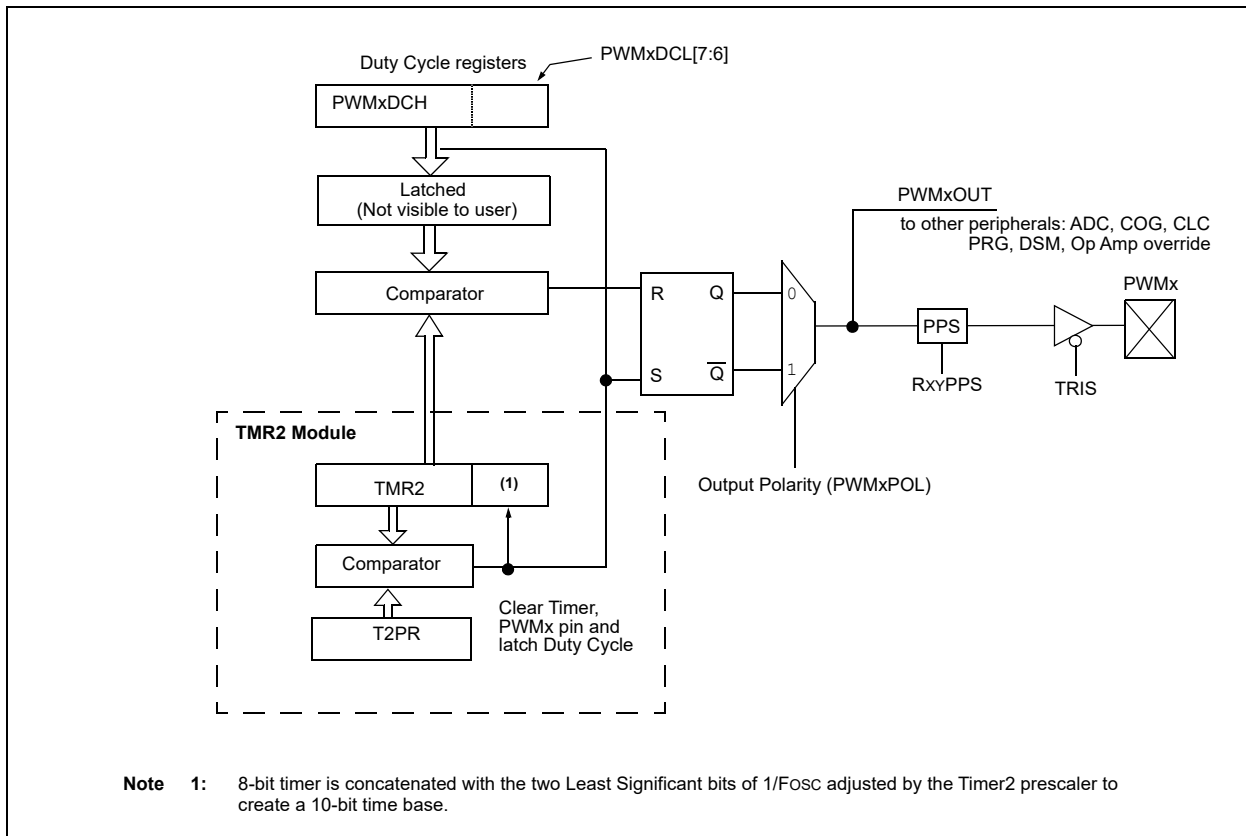 Duty Cycle registers
PWMxDCL[7:6]
PWMxDCH
Latched
(Not visible to user)
Comparator
R
Q
S
Q̅
0
1
PWMxOUT
to other peripherals: ADC, COG, CLC
PRG, DSM, Op Amp override
PWMx
PPS
RXYPPS
TRIS
Output Polarity (PWMxPOL)
TMR2 Module
TMR2
(1)
Comparator
T2PR
Clear Timer,
PWMx pin and
latch Duty Cycle
Note 1: 8-bit timer is concatenated with the two Least Significant bits of 1/FOSC adjusted by the Timer2 prescaler to
create a 10-bit time base.